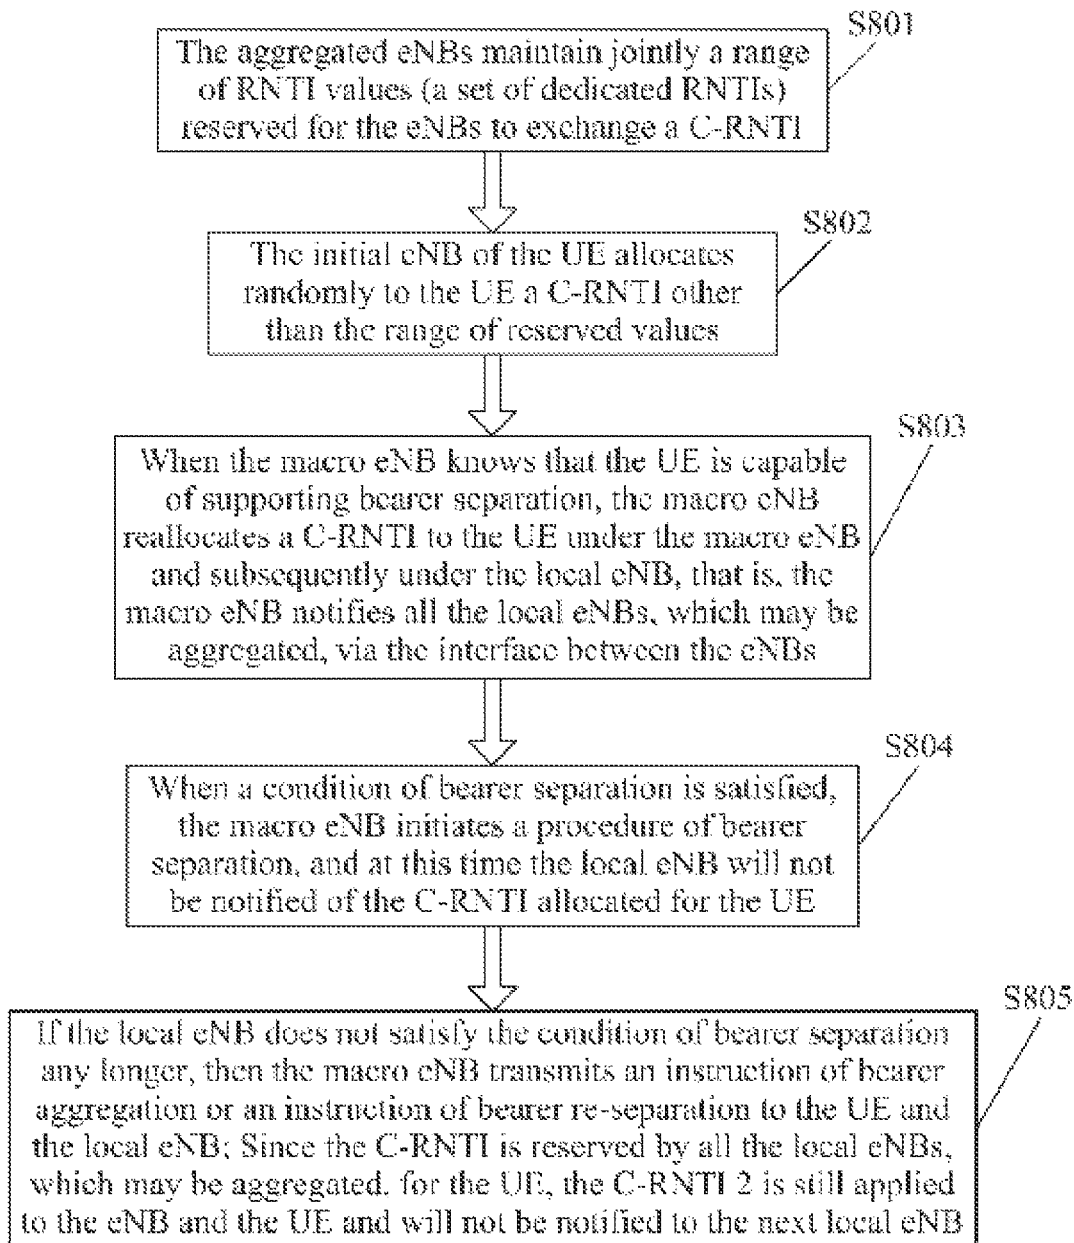 S801
The aggregated eNBs maintain jointly a range
of RNTI values (a set of dedicated RNTIs)
reserved for the eNBs to exchange a C-RNTI
S802
The initial eNB of the UE allocates
randomly to the UE a C-RNTI other
than the range of reserved values
S803
When the macro eNB knows that the UE is capable
of supporting bearer separation, the macro eNB
reallocates a C-RNTI to the UE under the macro eNB
and subsequently under the local eNB, that is, the
macro eNB notifies all the local eNBs, which may be
aggregated, via the interface between the eNBs
S804
When a condition of bearer separation is satisfied,
the macro eNB initiates a procedure of bearer
separation, and at this time the local eNB will not
be notified of the C-RNTI allocated for the UE
S805
If the local eNB does not satisfy the condition of bearer separation
any longer, then the macro eNB transmits an instruction of bearer
aggregation or an instruction of bearer re-separation to the UE and
the local eNB; Since the C-RNTI is reserved by all the local eNBs,
which may be aggregated, for the UE, the C-RNTI 2 is still applied
to the eNB and the UE and will not be notified to the next local eNB